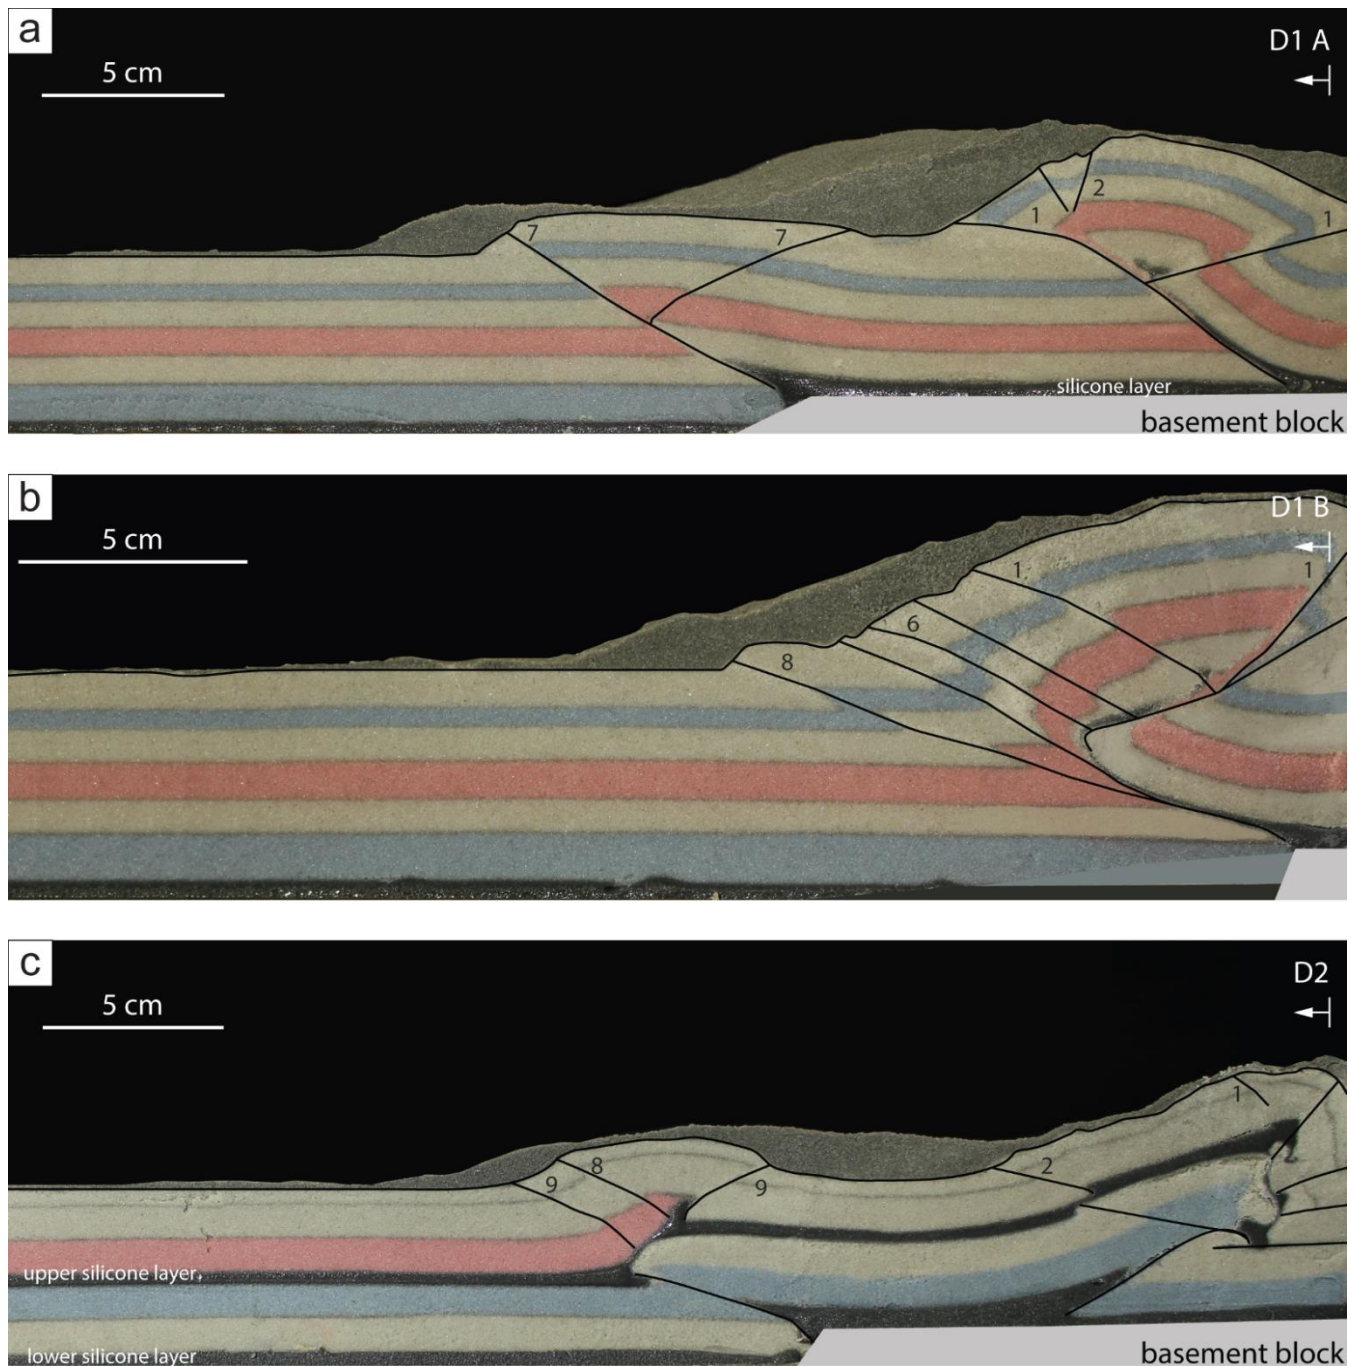 a
5 cm
D1 A
7
7
1
2
1
silicone layer
basement block
b
5 cm
D1 B
1
1
6
8
c
5 cm
D2
1
2
8
9
9
upper silicone layer
lower silicone layer
basement block